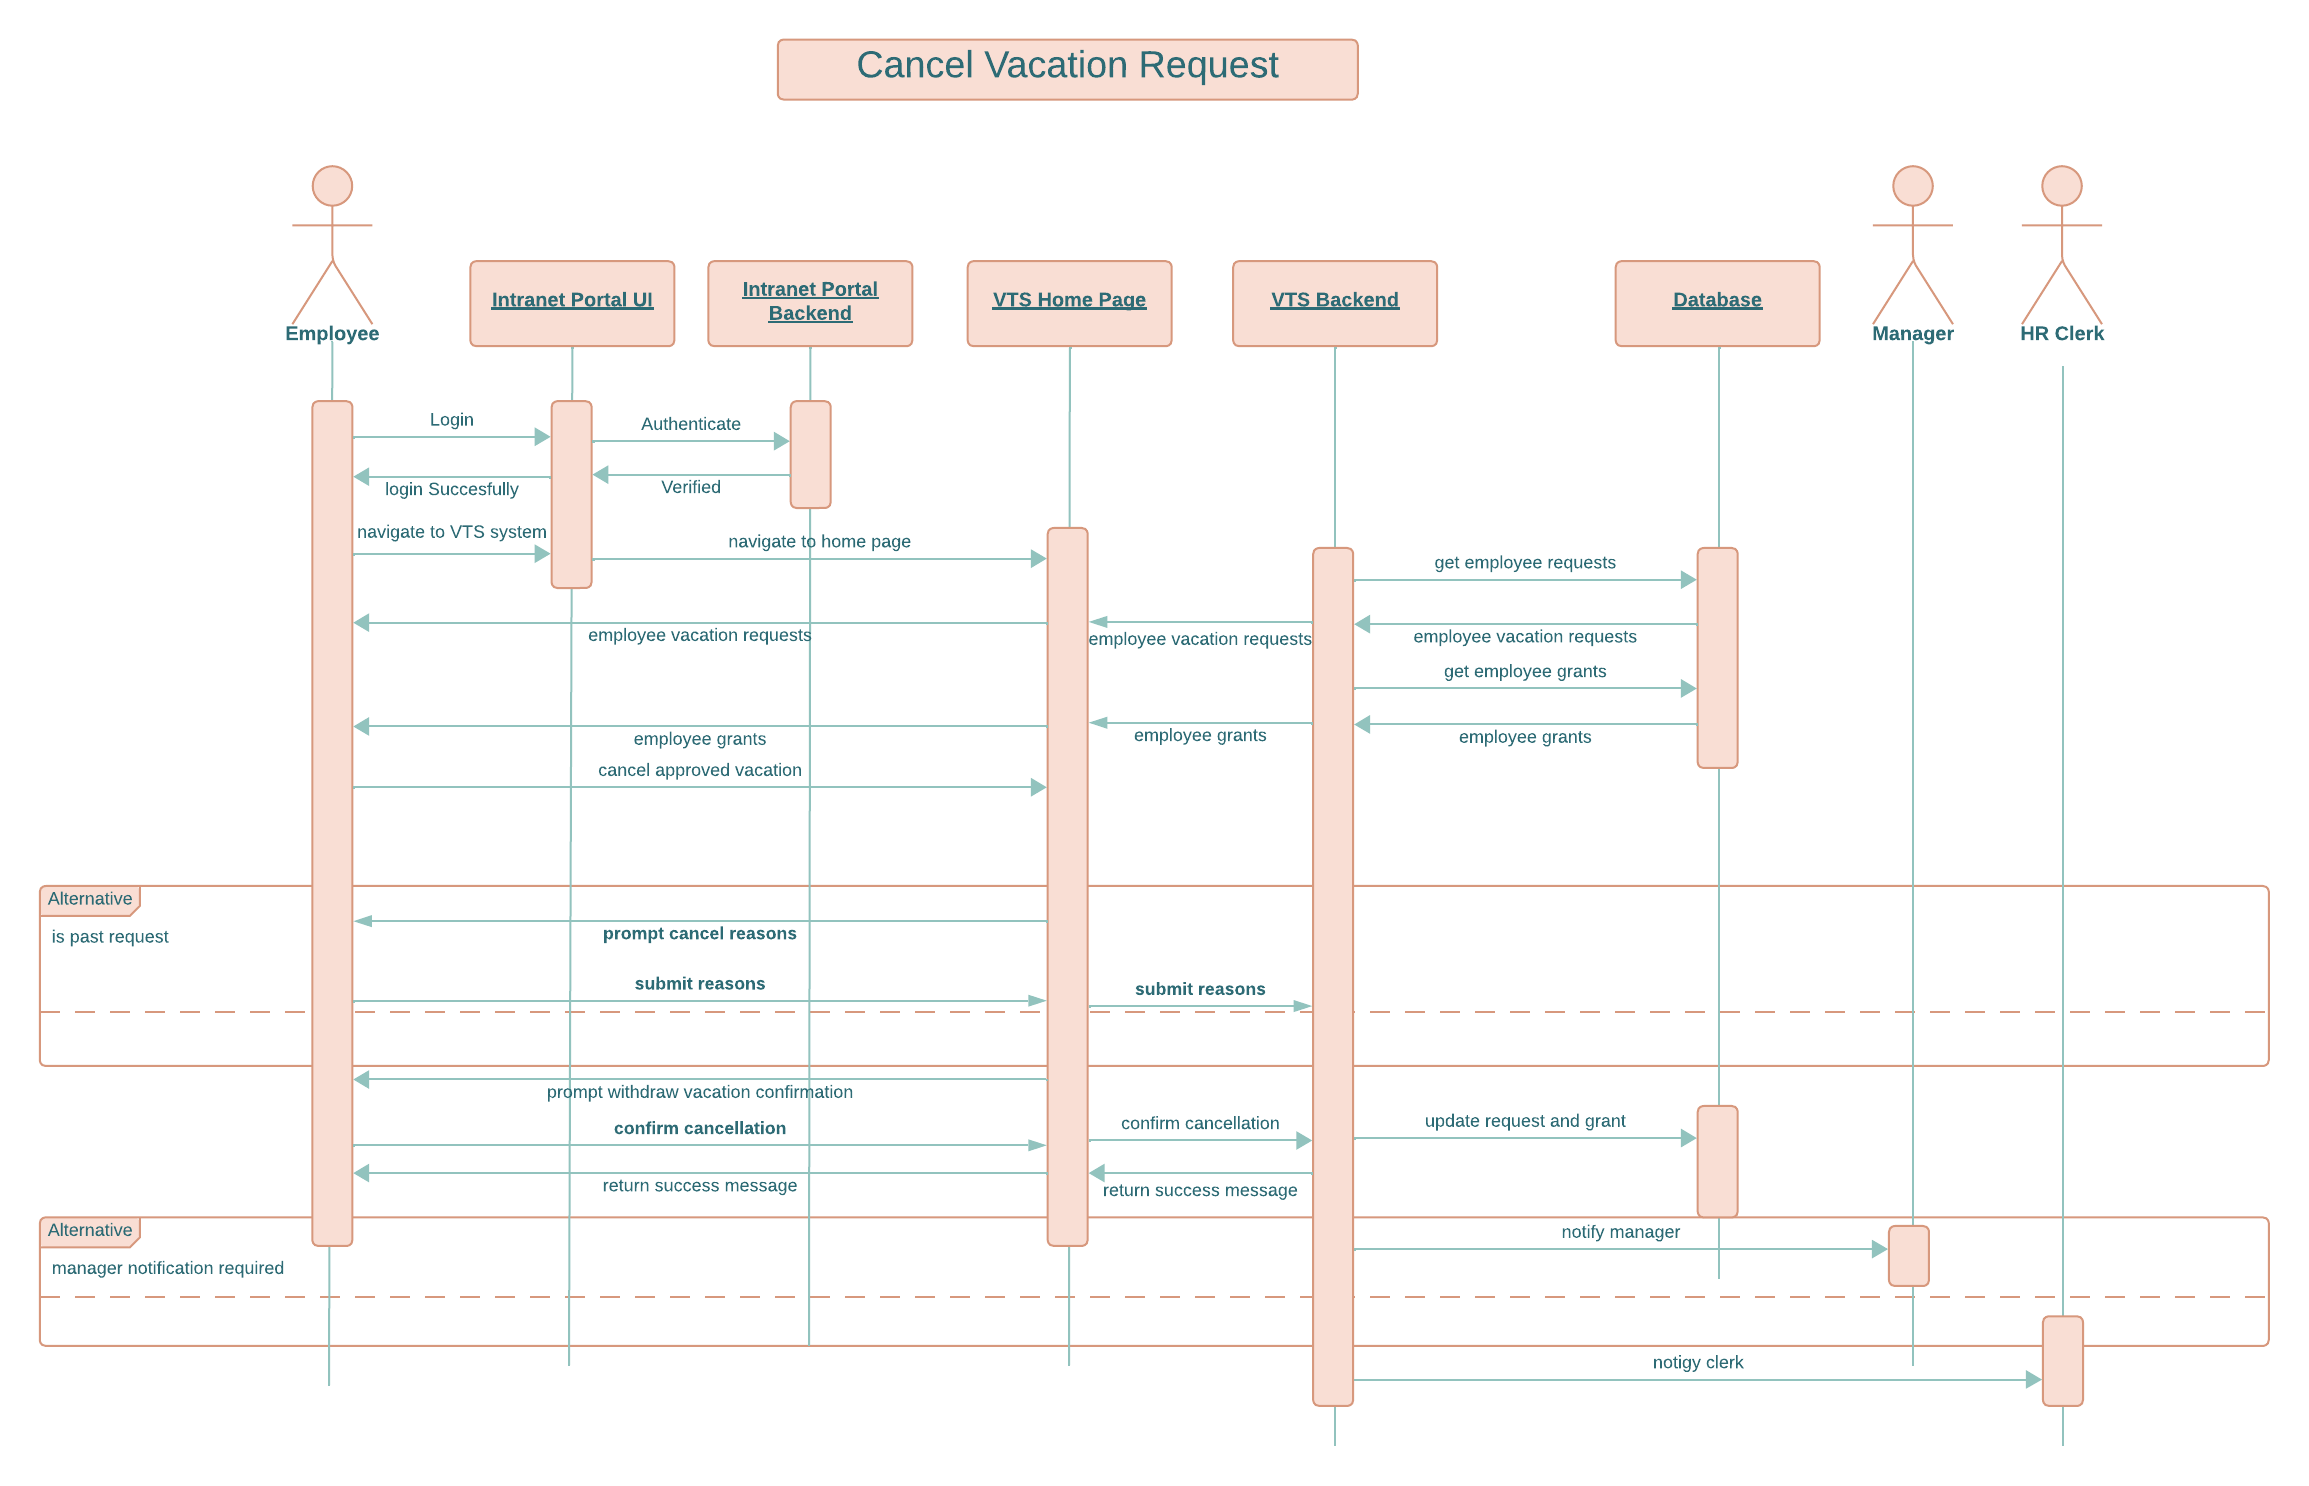 Cancel Vacation Request
Employee
Intranet Portal UI
Intranet Portal
Backend
VTS Home Page
VTS Backend
Database
Manager
HR Clerk
Login
Authenticate
login Succesfully
Verified
navigate to VTS system
navigate to home page
get employee requests
employee vacation requests
employee vacation requests
employee vacation requests
get employee grants
employee grants
employee grants
employee grants
cancel approved vacation
Alternative
is past request
prompt cancel reasons
submit reasons
submit reasons
prompt withdraw vacation confirmation
confirm cancellation
confirm cancellation
update request and grant
return success message
return success message
Alternative
manager notification required
notify manager
notigy clerk